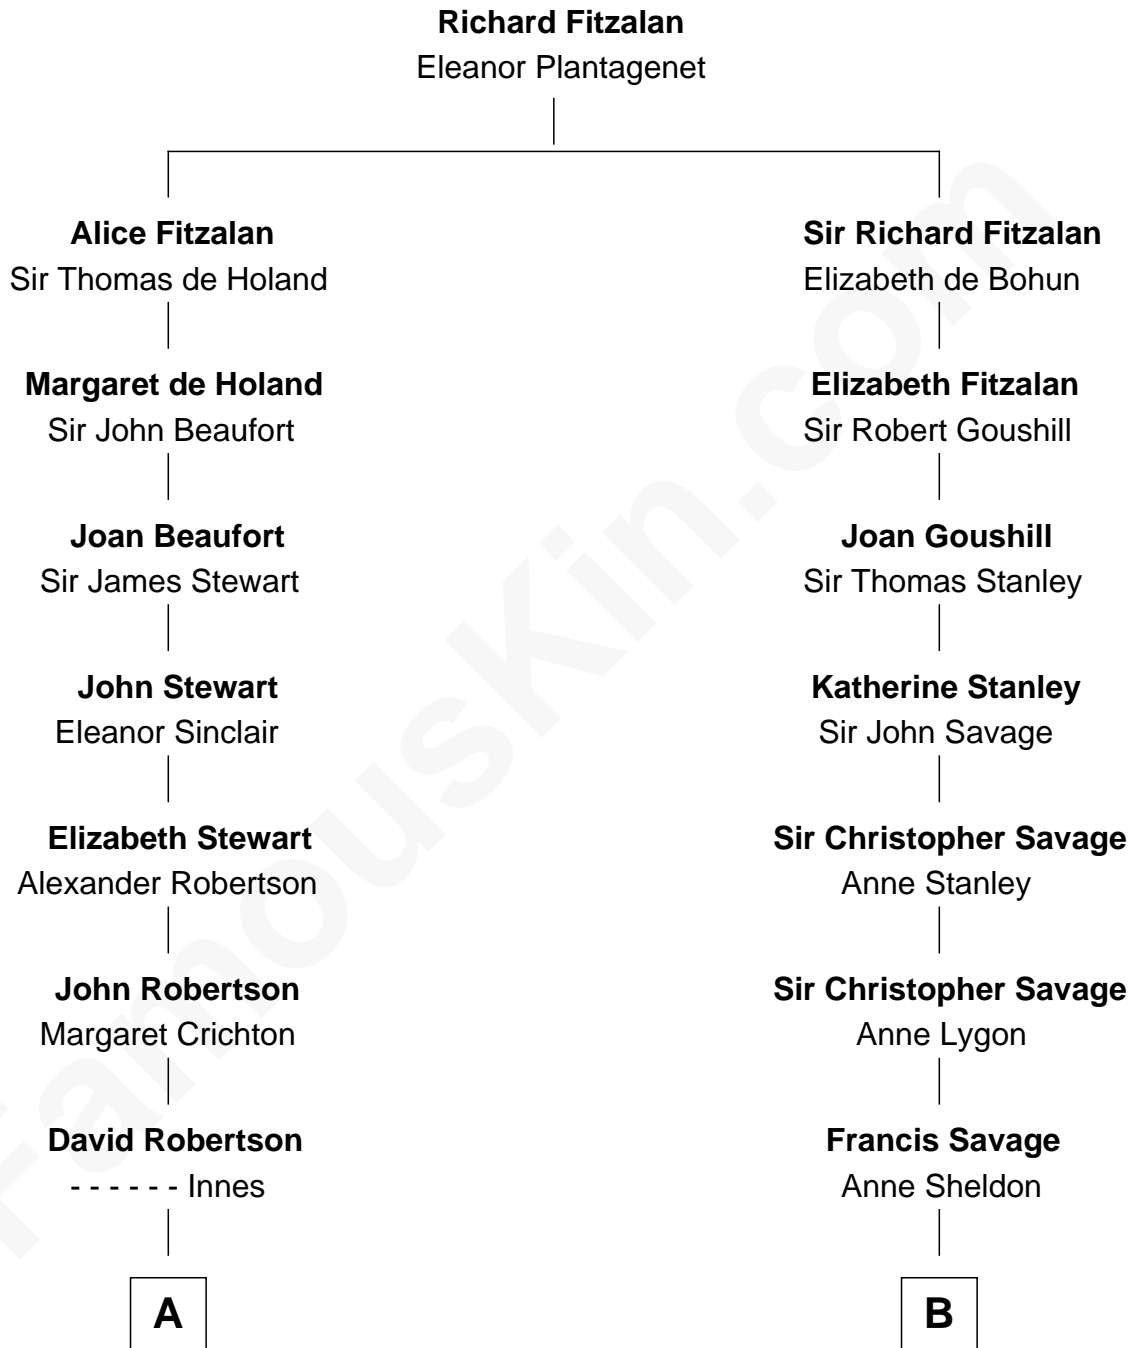 Richard Fitzalan
Eleanor Plantagenet
Alice Fitzalan
Sir Thomas de Holand
Margaret de Holand
Sir John Beaufort
Joan Beaufort
Sir James Stewart
John Stewart
Eleanor Sinclair
Elizabeth Stewart
Alexander Robertson
John Robertson
Margaret Crichton
David Robertson
- - - - - - Innes
A
Sir Richard Fitzalan
Elizabeth de Bohun
Elizabeth Fitzalan
Sir Robert Goushill
Joan Goushill
Sir Thomas Stanley
Katherine Stanley
Sir John Savage
Sir Christopher Savage
Anne Stanley
Sir Christopher Savage
Anne Lygon
Francis Savage
Anne Sheldon
B
FamousKin.com